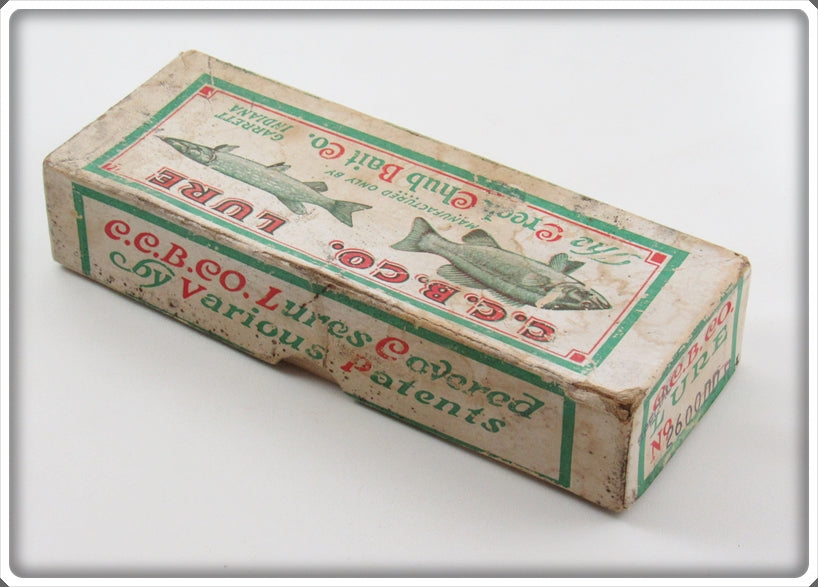 C.C.B.CO. LURE
MANUFACTURED ONLY BY
The Creek Chub Bait Co.
GARRETT
INDIANA
C.C.B.CO. Lures Covered
by Various Patents
C.C.B.CO.
LURE
No